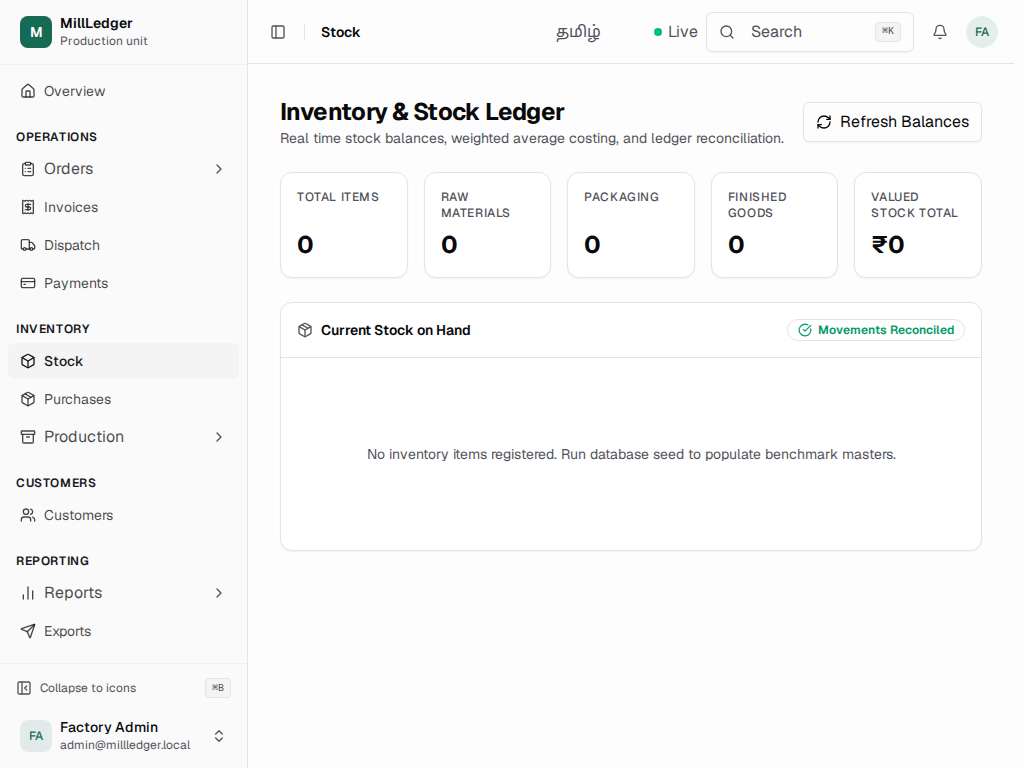 M
MillLedger
Production unit
Overview
OPERATIONS
Orders
Invoices
Dispatch
Payments
INVENTORY
Stock
Purchases
Production
CUSTOMERS
Customers
REPORTING
Reports
Exports
Collapse to icons
⌘B
FA
Factory Admin
admin@millledger.local
Stock
தமிழ்
Live
Search
⌘K
FA
Inventory & Stock Ledger
Real time stock balances, weighted average costing, and ledger reconciliation.
Refresh Balances
TOTAL ITEMS
0
RAW
MATERIALS
0
PACKAGING
0
FINISHED
GOODS
0
VALUED
STOCK TOTAL
₹0
Current Stock on Hand
Movements Reconciled
No inventory items registered. Run database seed to populate benchmark masters.